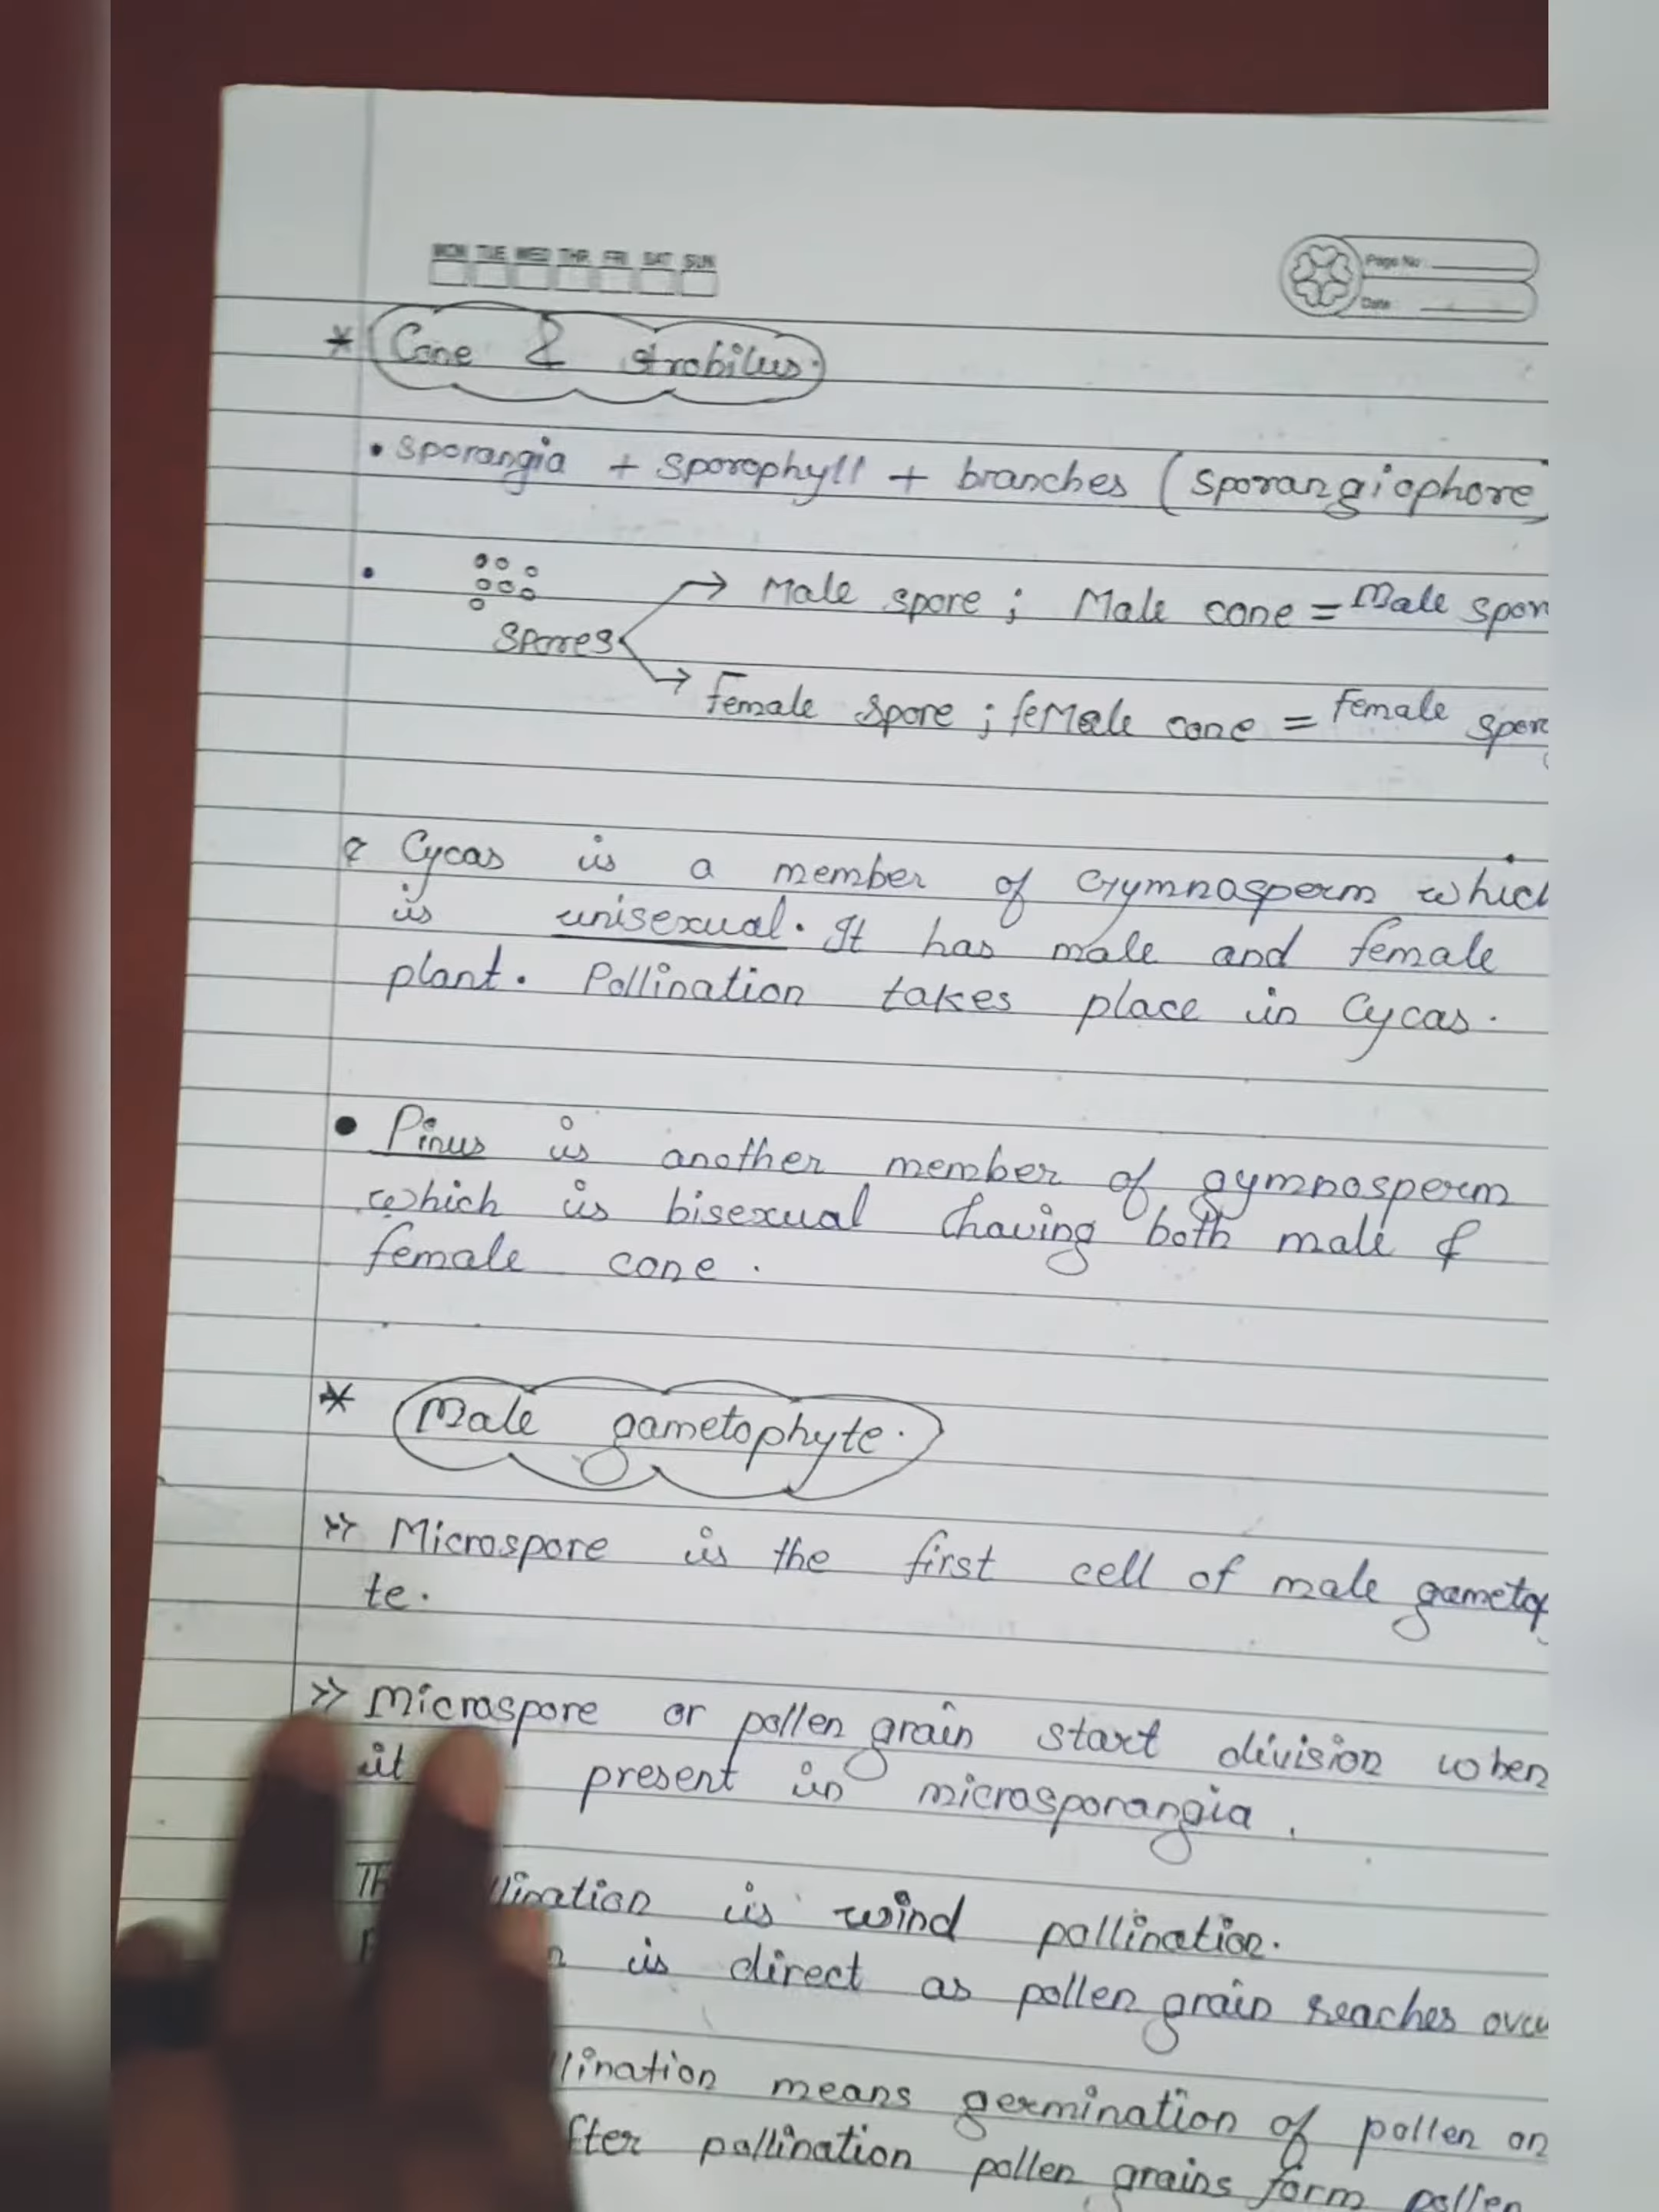 MON TUE WED THR FRI SAT SUN
Page No
Date
* Cone & strobilus.
• Sporangia + Sporophyll + branches (Sporangiophore)
• Spores
→ Male spore ; Male cone = Male spor
→ Female spore ; feMale cone = Female spor
Cycas is a member of Gymnosperm which
is unisexual. It has male and female
plant. Pollination takes place in Cycas.
• Pinus is another member of gymnosperm
which is bisexual (having both male &
female cone.
* Male gametophyte.
>> Microspore is the first cell of male gametop
te.
>> Microspore or pollen grain start division when
it present in microsporangia.
lination is wind pollination.
is direct as pollen grain reaches ovu
llination means germination of pollen on
fter pollination pollen grains form pollen